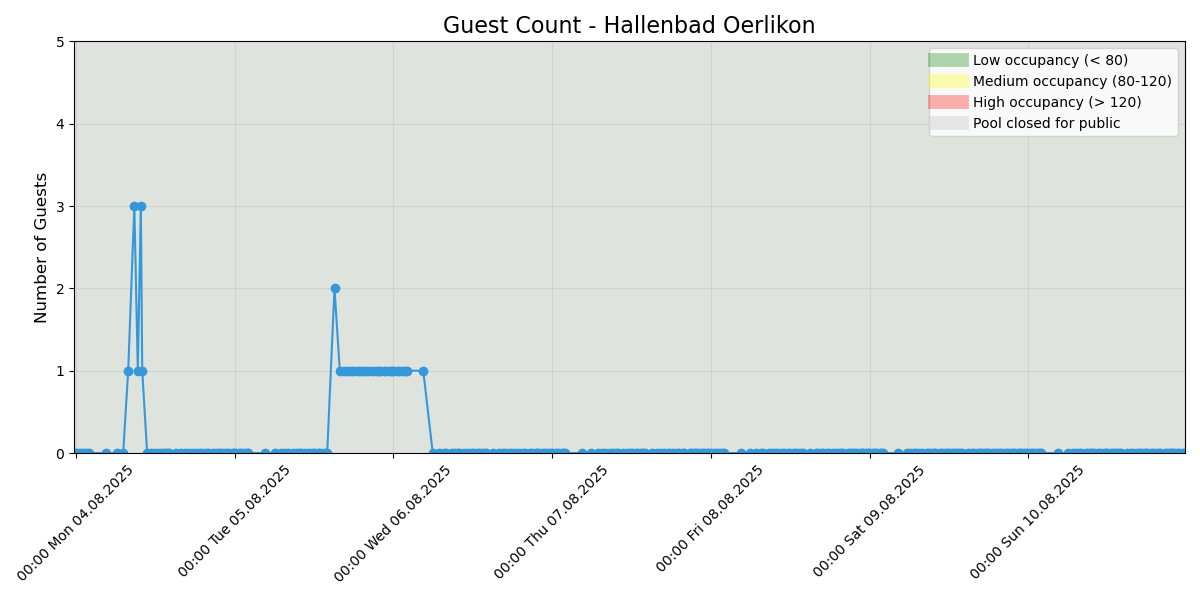 Guest Count - Hallenbad Oerlikon
Low occupancy (< 80)
Medium occupancy (80-120)
High occupancy (> 120)
Pool closed for public
Number of Guests
5
4
3
2
1
0
00:00 Mon 04.08.2025
00:00 Tue 05.08.2025
00:00 Wed 06.08.2025
00:00 Thu 07.08.2025
00:00 Fri 08.08.2025
00:00 Sat 09.08.2025
00:00 Sun 10.08.2025